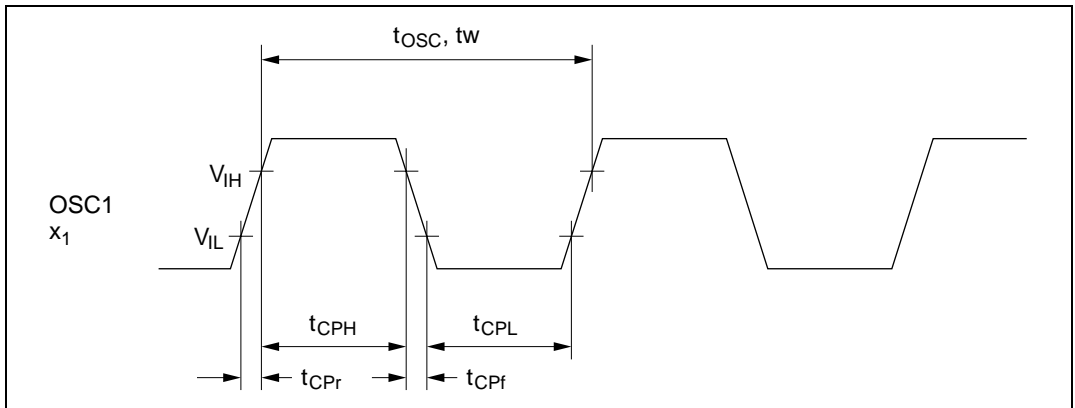 tOSC, tw
VIH
OSC1
x1
VIL
tCPH
tCPL
tCPr
tCPf